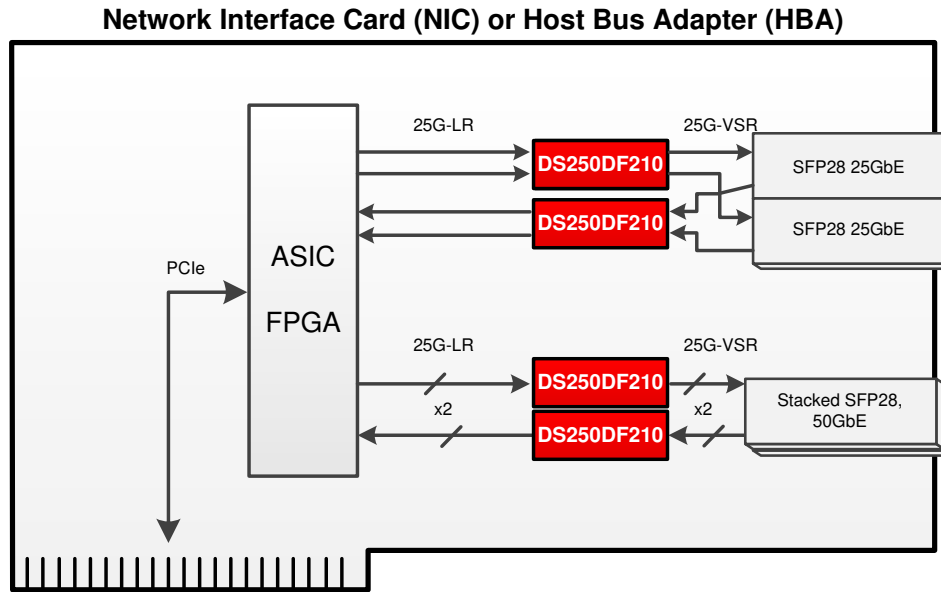 Network Interface Card (NIC) or Host Bus Adapter (HBA)
25G-LR
25G-VSR
DS250DF210
SFP28 25GbE
DS250DF210
SFP28 25GbE
ASIC
FPGA
PCIe
25G-LR
25G-VSR
DS250DF210
x2
DS250DF210
x2
Stacked SFP28,
50GbE